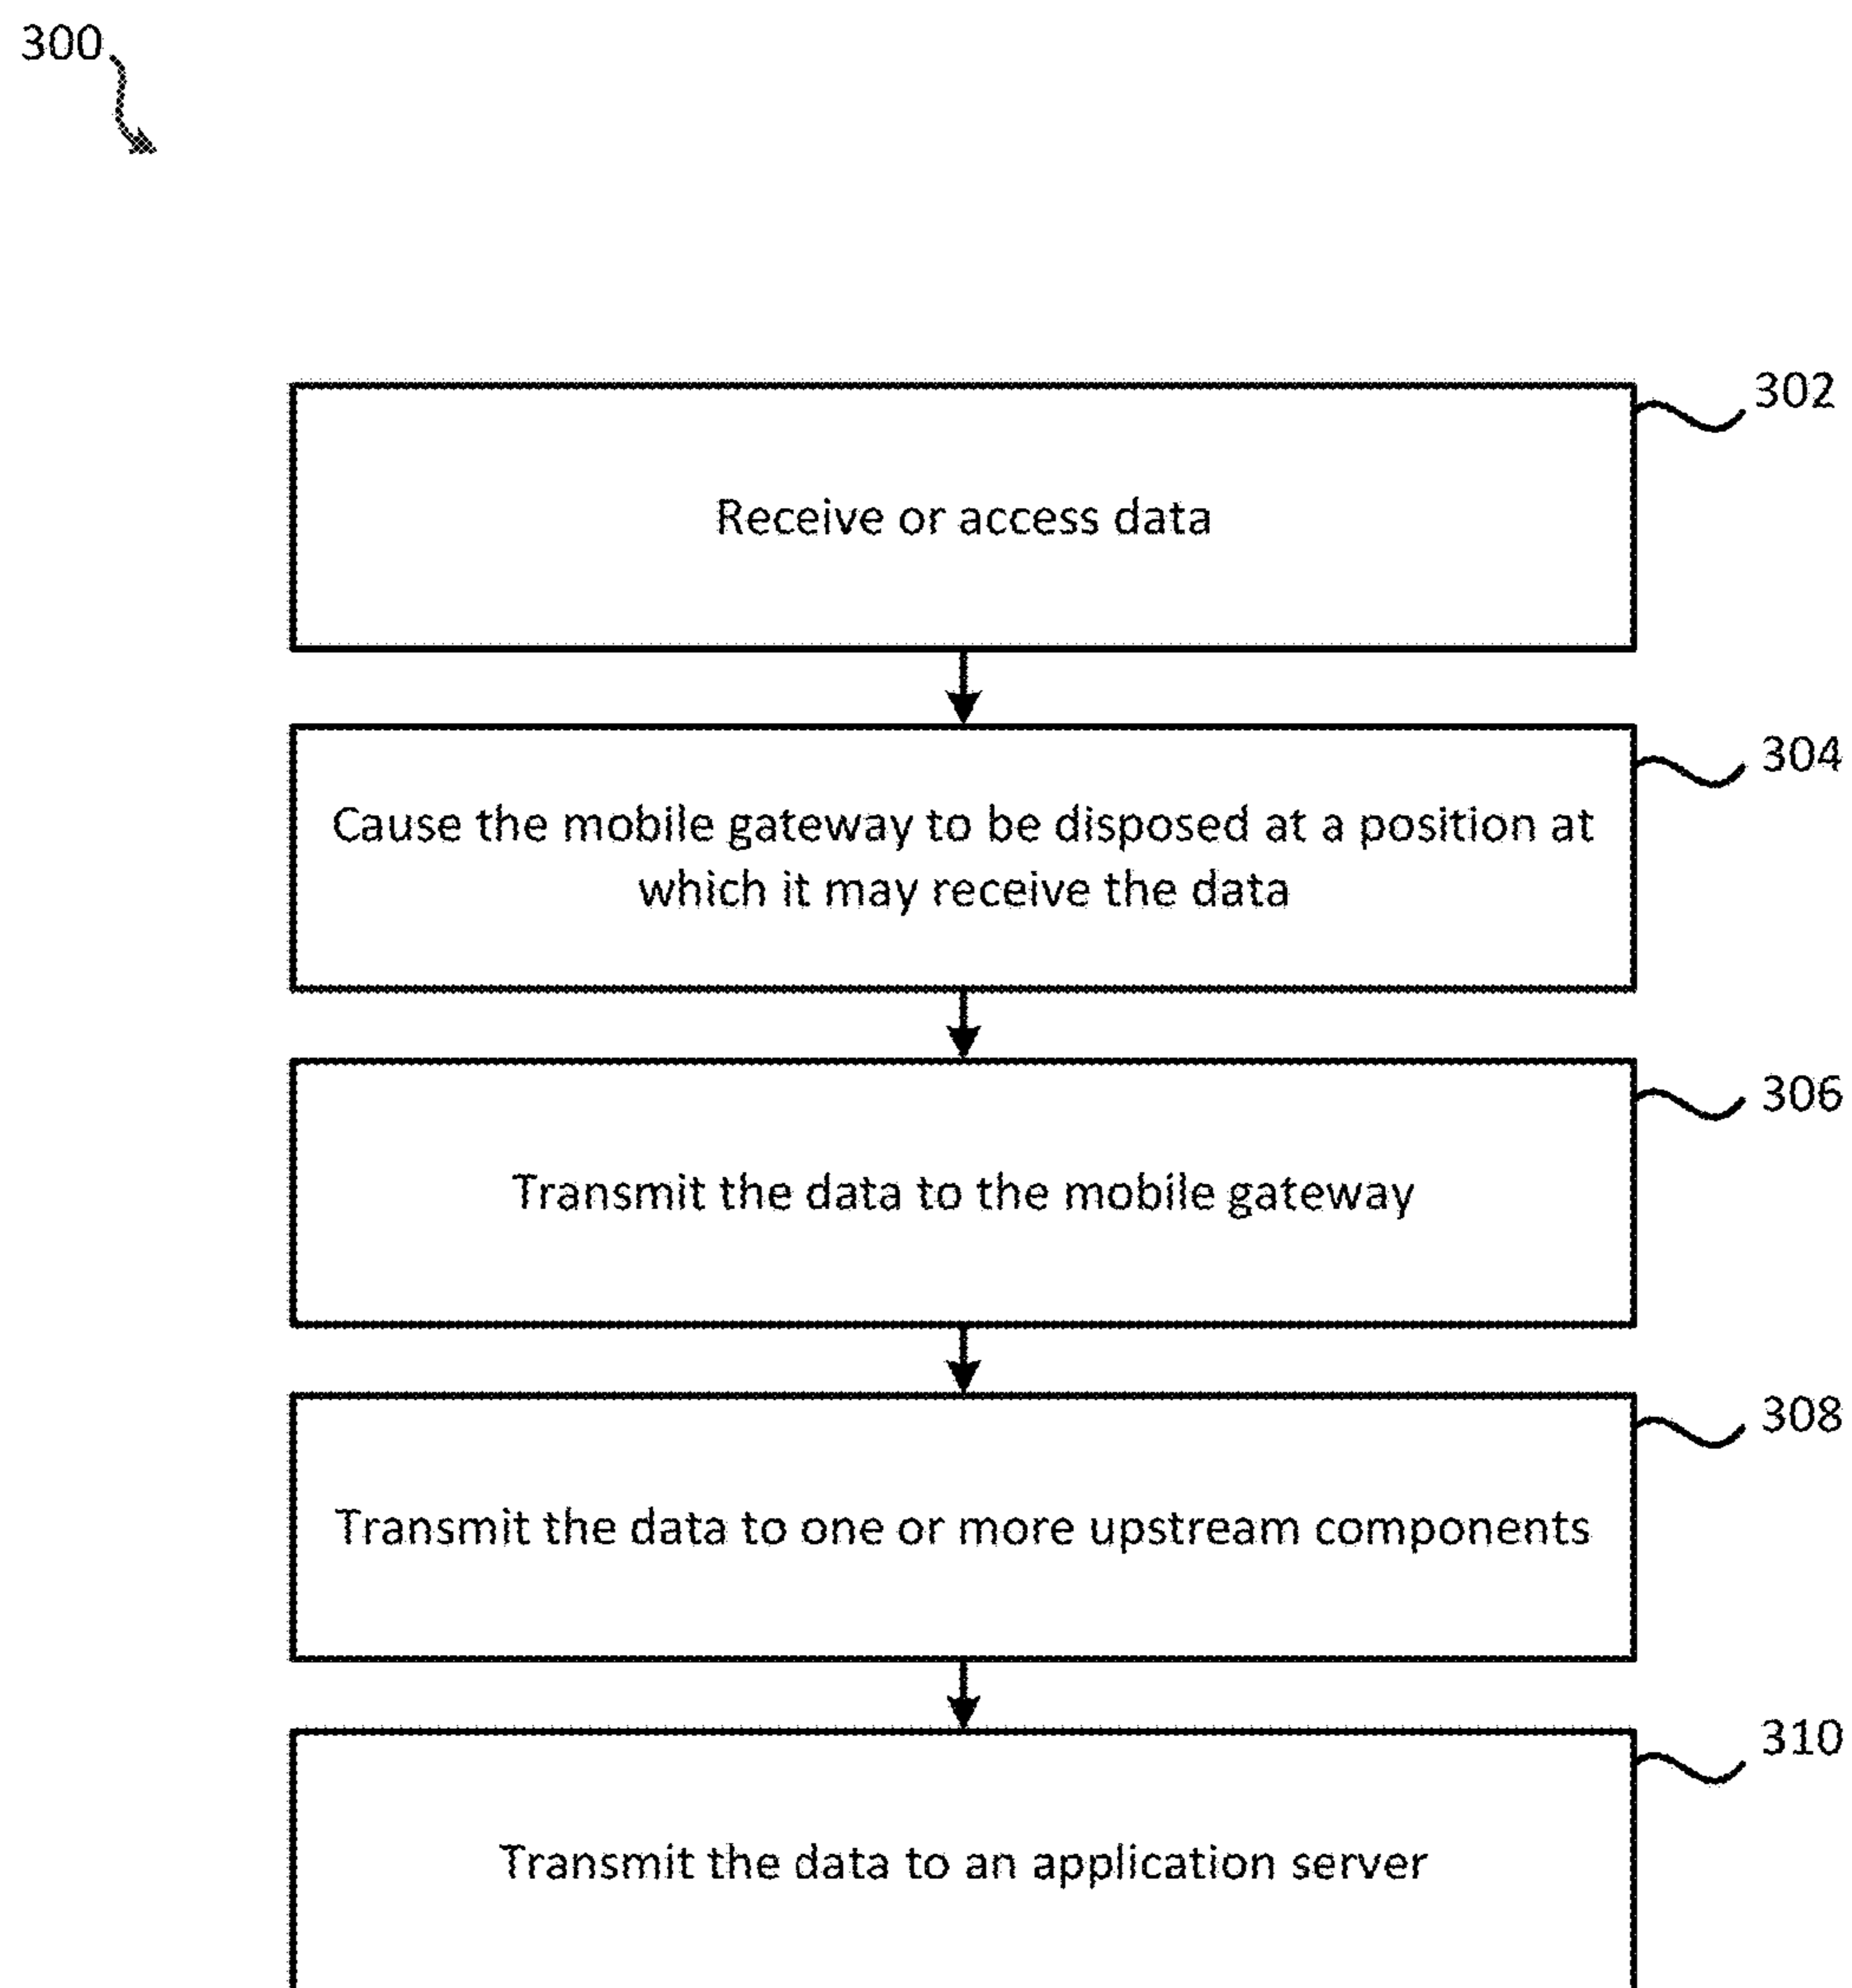 300
302
Receive or access data
304
Cause the mobile gateway to be disposed at a position at
which it may receive the data
306
Transmit the data to the mobile gateway
308
Transmit the data to one or more upstream components
310
Transmit the data to an application server